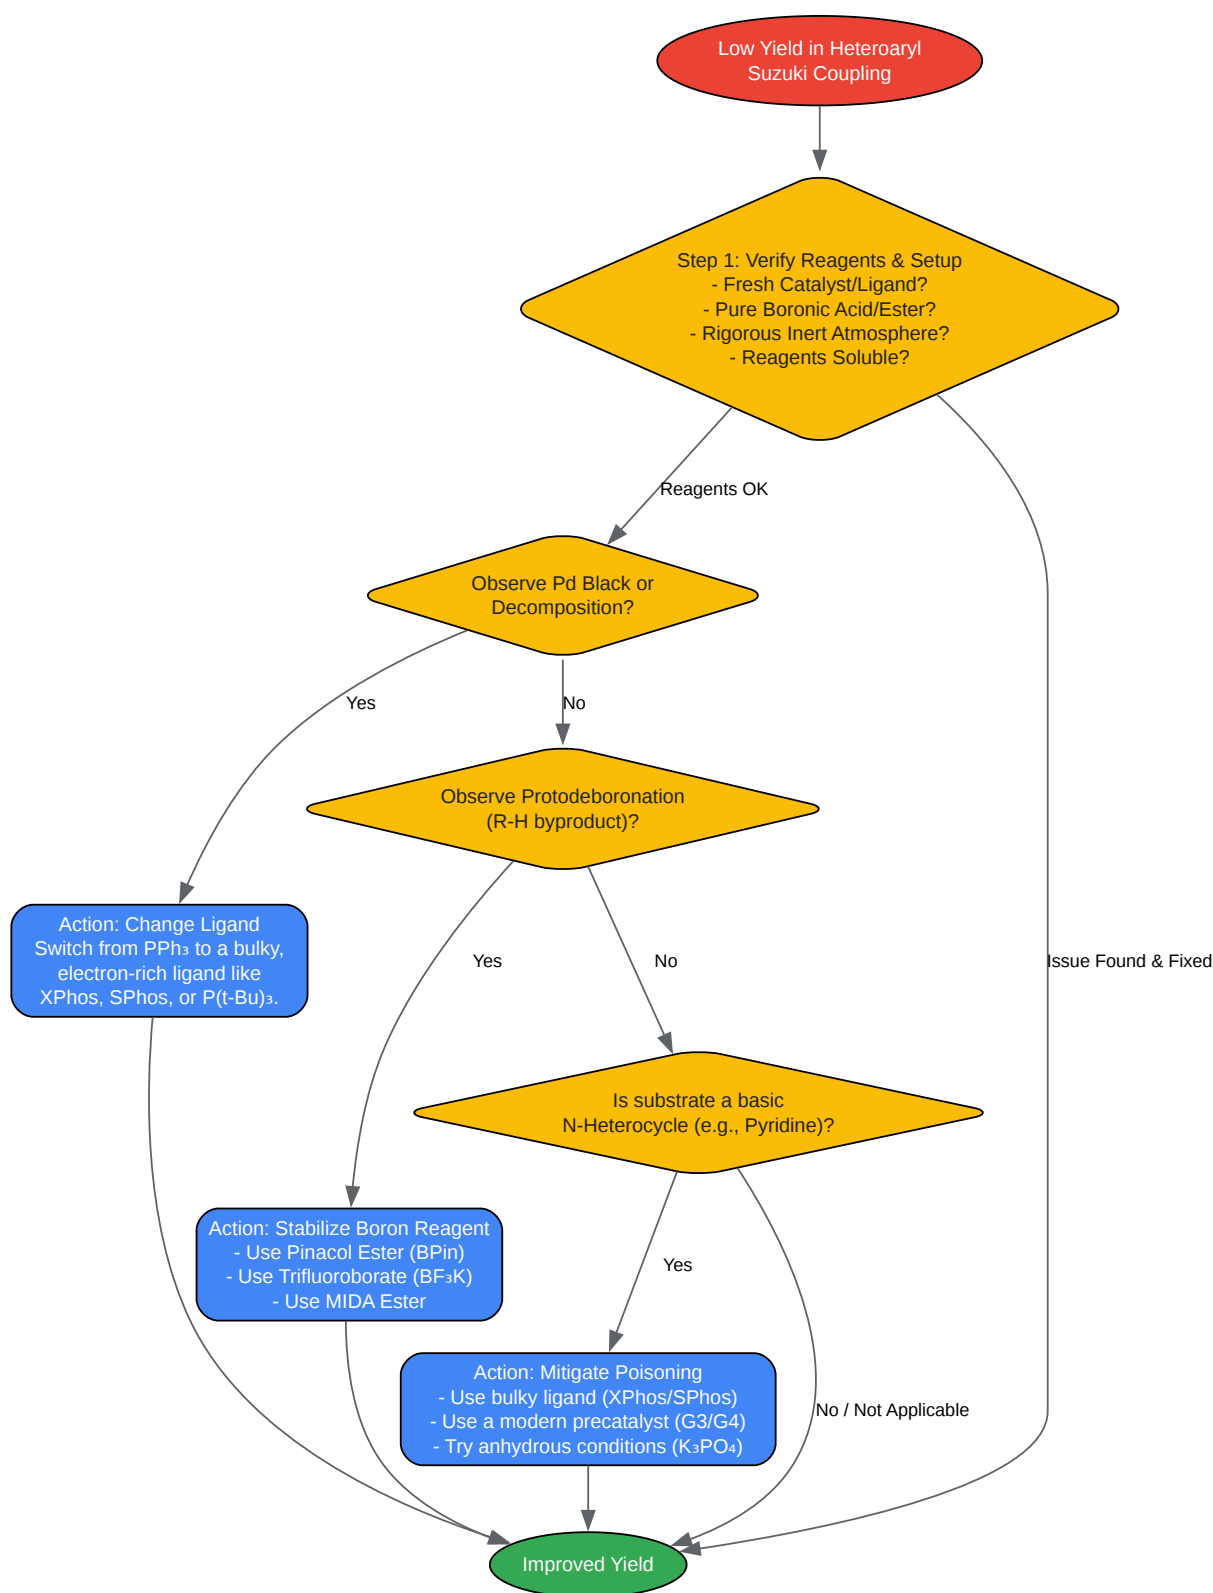 Low Yield in Heteroaryl
Suzuki Coupling
Step 1: Verify Reagents & Setup
- Fresh Catalyst/Ligand?
- Pure Boronic Acid/Ester?
- Rigorous Inert Atmosphere?
- Reagents Soluble?
Reagents OK
Observe Pd Black or
Decomposition?
Yes
No
Observe Protodeboronation
(R-H byproduct)?
Action: Change Ligand
Switch from PPh₃ to a bulky,
electron-rich ligand like
XPhos, SPhos, or P(t-Bu)₃.
Yes
No
Issue Found & Fixed
Is substrate a basic
N-Heterocycle (e.g., Pyridine)?
Action: Stabilize Boron Reagent
- Use Pinacol Ester (BPin)
- Use Trifluoroborate (BF₃K)
- Use MIDA Ester
Yes
Action: Mitigate Poisoning
- Use bulky ligand (XPhos/SPhos)
- Use a modern precatalyst (G3/G4)
- Try anhydrous conditions (K₃PO₄)
No / Not Applicable
Improved Yield